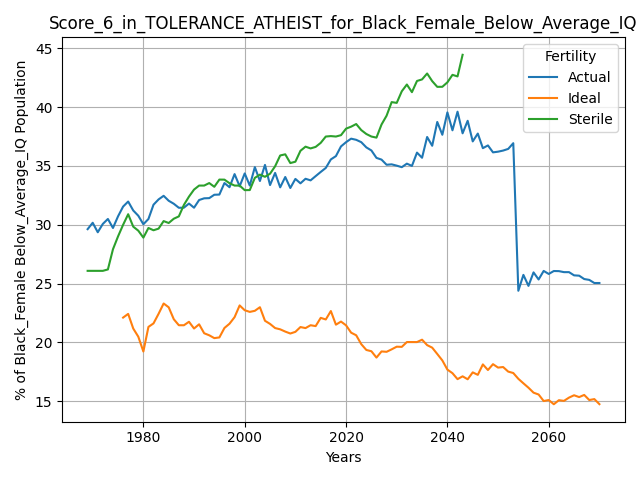 Score_6_in_TOLERANCE_ATHEIST_for_Black_Female_Below_Average_IQ
% of Black_Female Below_Average_IQ Population
45
40
35
30
25
20
15
Fertility
Actual
Ideal
Sterile
1980
2000
2020
2040
2060
Years